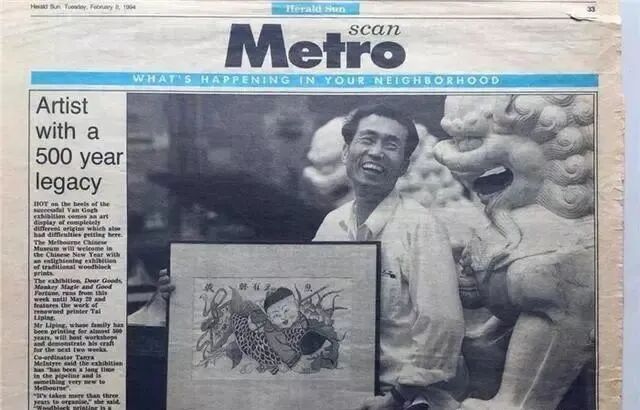 Herald Sun, Tuesday, February 8, 1994
Herald Sun
33
scan
Metro
WHAT'S HAPPENING IN YOUR NEIGHBORHOOD
Artist
with a
500 year
legacy
HOT on the heels of the
successful Van Gogh
exhibition comes an art
display of completely
different origins which also
had difficulties getting here.
The Melbourne Chinese
Museum will welcome in
the Chinese New Year with
an enlightening exhibition
of traditional woodblock
prints.
The exhibition, Door Gods,
Monkey Magic and Good
Fortune, runs from this
week until May 20 and
features the work of
renowned printer Tai
Liping.
Mr Liping, whose family has
been printing for almost 500
years, will host workshops
and demonstrate his craft
for the next two weeks.
Co-ordinator Tanya
McIntyre said the exhibition
has "been a long time
in the pipeline and is
something very new to
Melbourne".
"It's taken more than three
years to organise," she said.
"Woodblock printing is a
年有魚